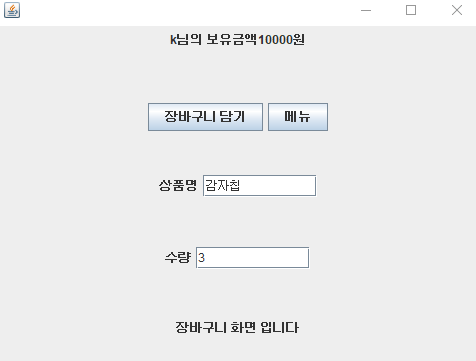 k님의 보유금액10000원
장바구니 담기 메뉴
상품명 감자칩
수량 3
장바구니 화면 입니다